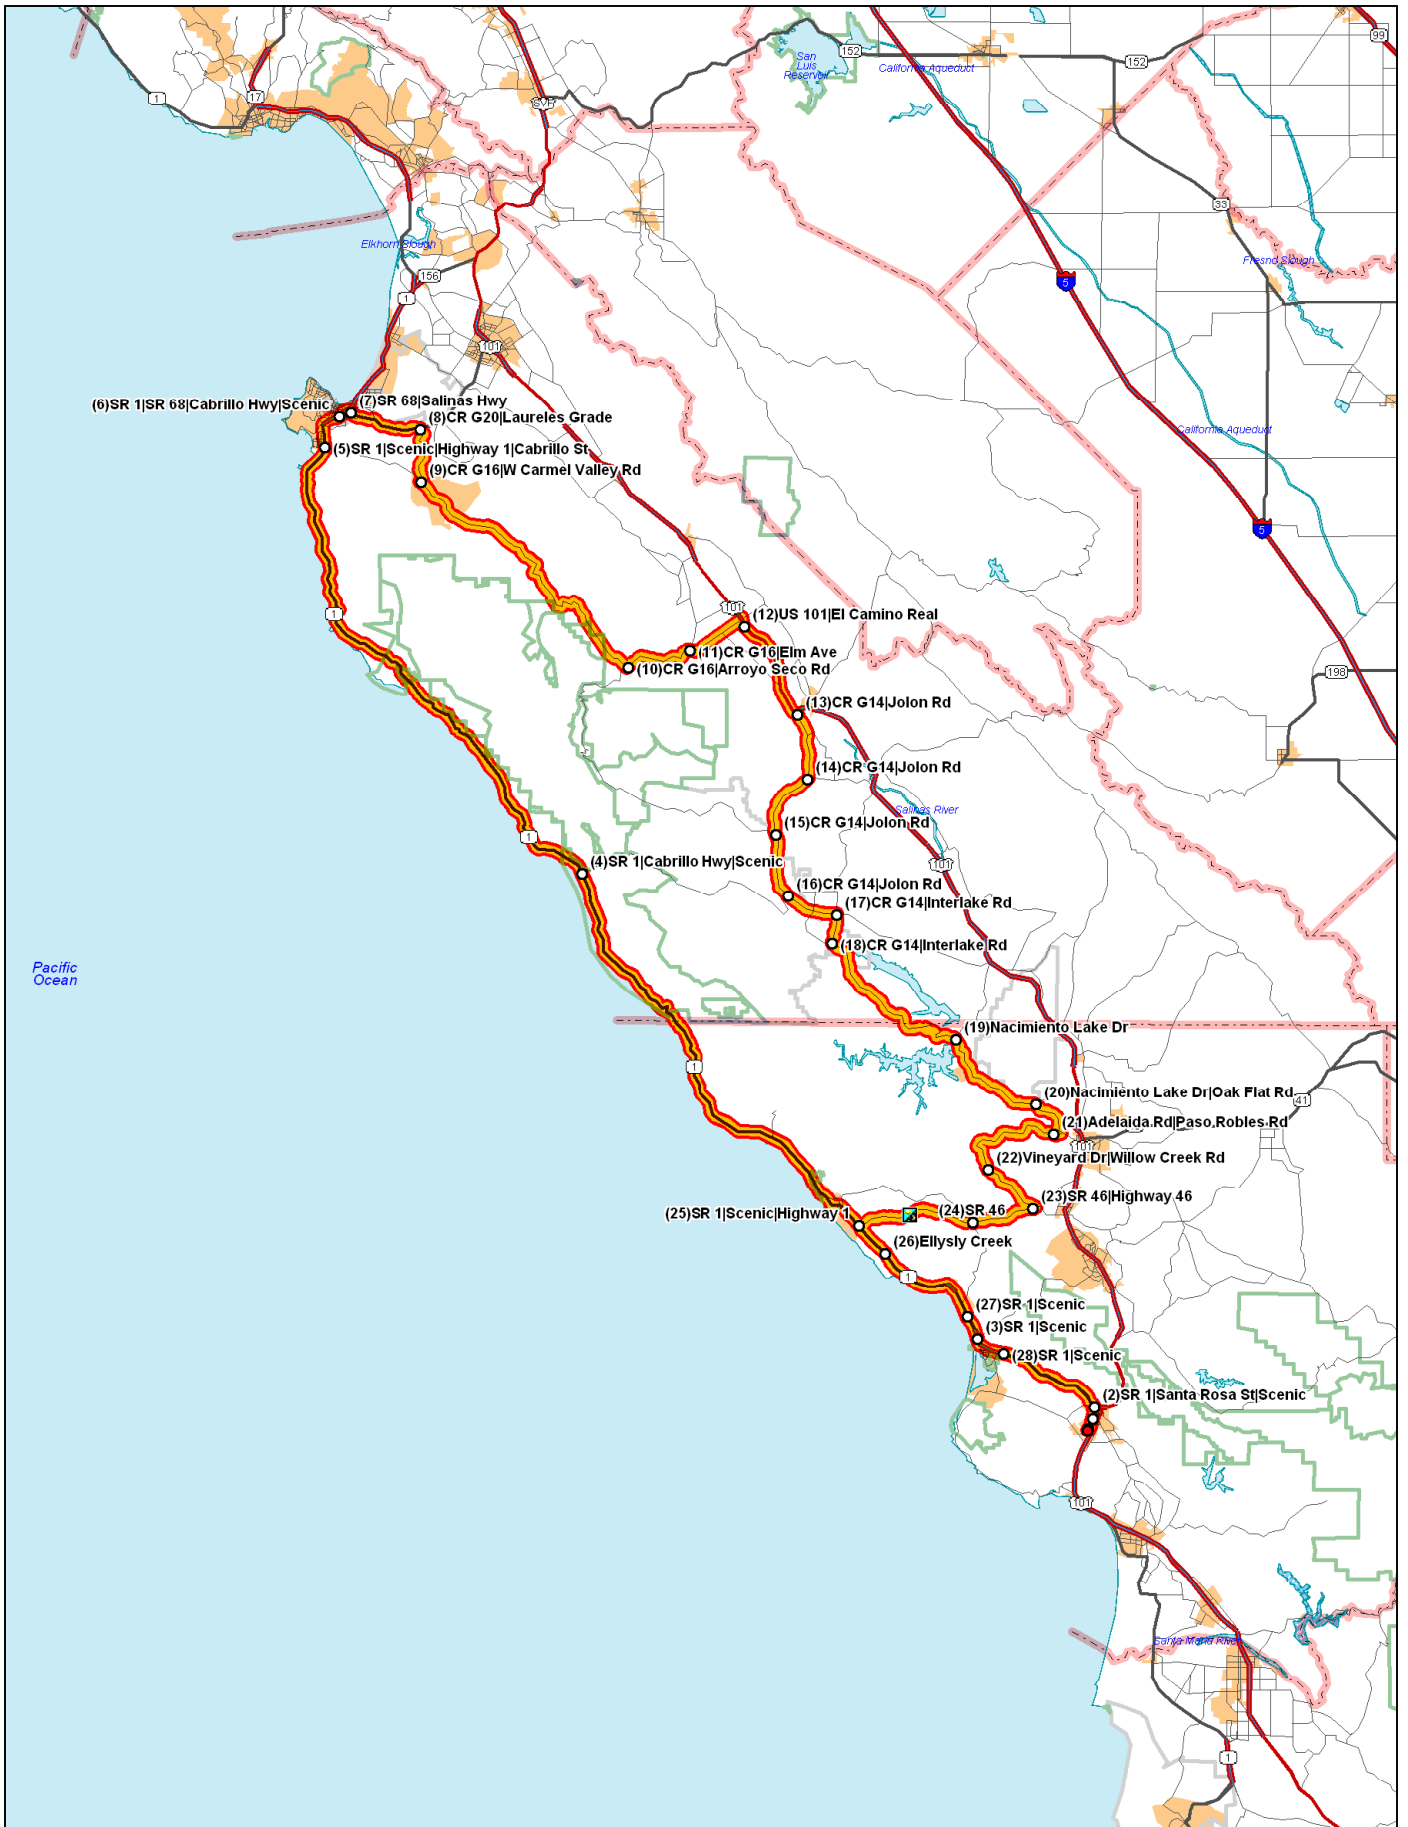 99
San
Luis
Reservoir
152
152
California Aqueduct
1
17
33
Elkhorn Slough
156
Fresno Slough
5
1
101
(6)SR 1|SR 68|Cabrillo Hwy|Scenic
(7)SR 68|Salinas Hwy
(8)CR G20|Laureles Grade
California Aqueduct
(5)SR 1|Scenic|Highway 1|Cabrillo St
(9)CR G16|W Carmel Valley Rd
5
101
1
(12)US 101|El Camino Real
(11)CR G16|Elm Ave
(10)CR G16|Arroyo Seco Rd
198
(13)CR G14|Jolon Rd
(14)CR G14|Jolon Rd
Salinas River
(15)CR G14|Jolon Rd
1
(4)SR 1|Cabrillo Hwy|Scenic
101
(16)CR G14|Jolon Rd
(17)CR G14|Interlake Rd
(18)CR G14|Interlake Rd
Pacific
Ocean
(19)Nacimiento Lake Dr
1
(20)Nacimiento Lake Dr|Oak Flat Rd
41
(21)Adelaida Rd|Paso Robles Rd
101
(22)Vineyard Dr|Willow Creek Rd
(23)SR 46|Highway 46
(25)SR 1|Scenic|Highway 1
(24)SR 46
(26)Ellysly Creek
1
(27)SR 1|Scenic
(3)SR 1|Scenic
(28)SR 1|Scenic
(2)SR 1|Santa Rosa St|Scenic
101
Santa Maria River
1